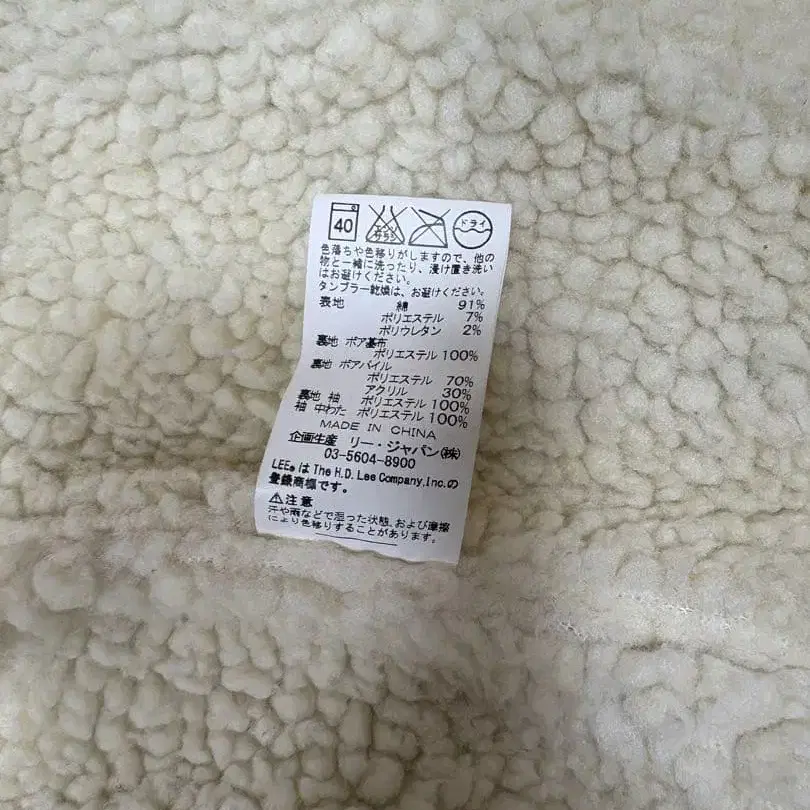 40 エンソ サラシ ドライ
色落ちや色移りがしますので、他の
物と一緒に洗ったり、浸け置き洗い
はお避けください。
タンブラー乾燥は、お避けください。
表地 綿 91%
ポリエステル 7%
ポリウレタン 2%
裏地 ボア基布
ポリエステル 100%
裏地 ボアパイル
ポリエステル 70%
アクリル 30%
裏地 袖 ポリエステル 100%
袖 中わた ポリエステル 100%
MADE IN CHINA
企画生産 リー・ジャパン(株)
03-5604-8900
LEE®は The H.D. Lee Company,Inc.の
登録商標です。
⚠注意
汗や雨などで湿った状態、および摩擦
により色移りすることがあります。